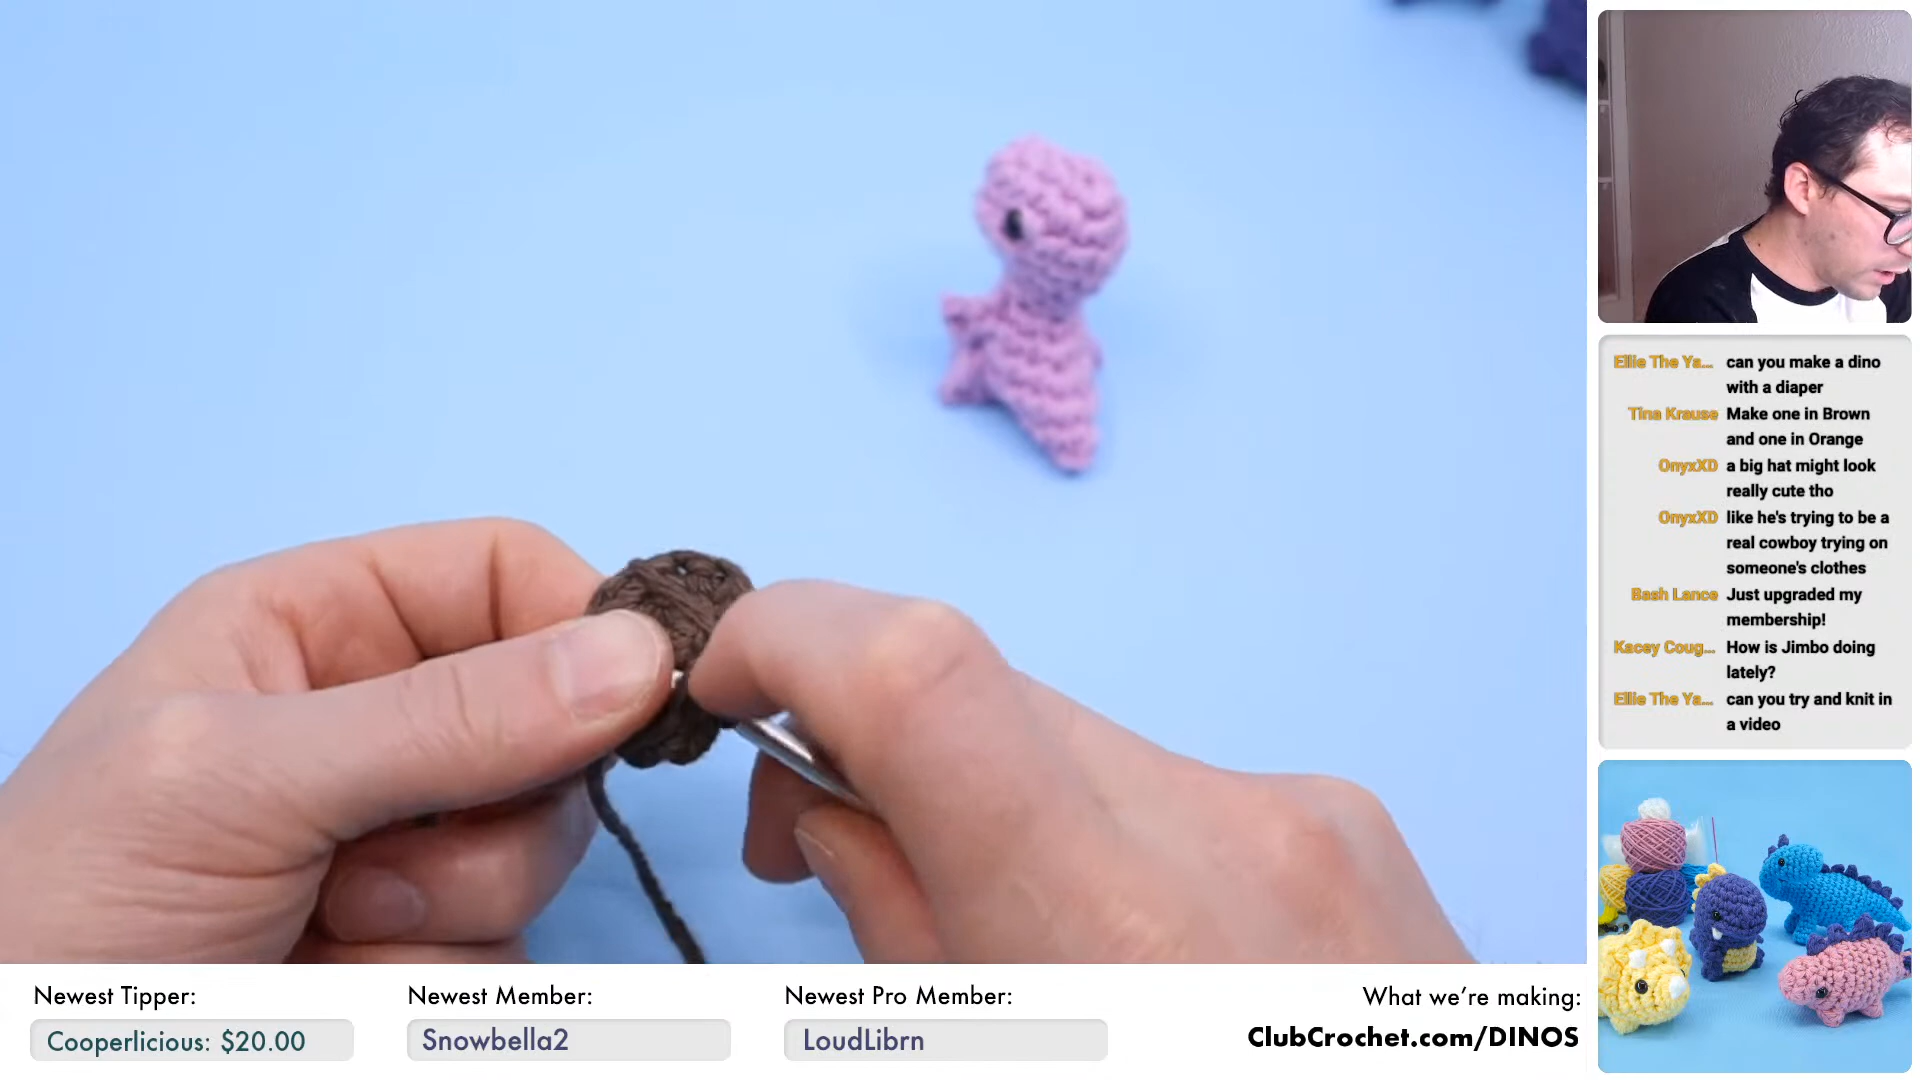 Ellie The Ya... can you make a dino
with a diaper
Tina Krause Make one in Brown
and one in Orange
OnyxXD a big hat might look
really cute tho
OnyxXD like he's trying to be a
real cowboy trying on
someone's clothes
Bash Lance Just upgraded my
membership!
Kacey Coug... How is Jimbo doing
lately?
Ellie The Ya... can you try and knit in
a video
Newest Tipper:
Cooperlicious: $20.00
Newest Member:
Snowbella2
Newest Pro Member:
LoudLibrn
What we're making:
ClubCrochet.com/DINOS